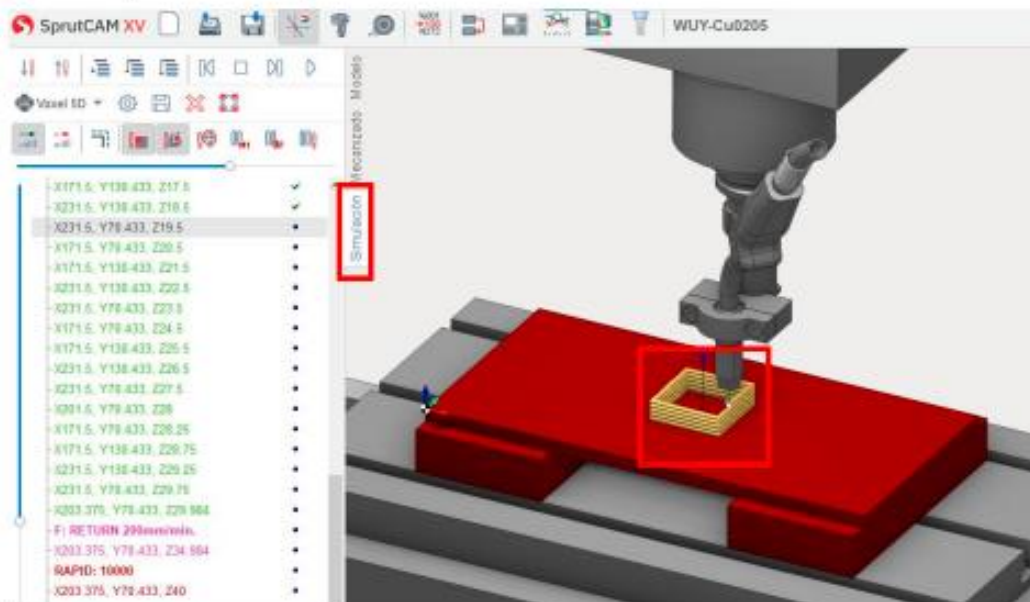 SprutCAM XV
WUY-Cu0205
Voxel 5D
Modelo
Mecanizado
Simulación
X171.5, Y130.433, Z17.5
X231.5, Y130.433, Z18.5
X231.5, Y70.433, Z19.5
X171.5, Y70.433, Z20.5
X171.5, Y130.433, Z21.5
X231.5, Y130.433, Z22.5
X231.5, Y70.433, Z23.5
X171.5, Y70.433, Z24.5
X171.5, Y130.433, Z25.5
X231.5, Y130.433, Z26.5
X231.5, Y70.433, Z27.5
X201.5, Y70.433, Z28
X171.5, Y70.433, Z28.25
X171.5, Y130.433, Z28.75
X231.5, Y130.433, Z29.25
X231.5, Y70.433, Z29.75
X203.375, Y70.433, Z29.984
F: RETURN 200mm/min.
X203.375, Y70.433, Z34.984
RAPID: 10000
X203.375, Y70.433, Z40